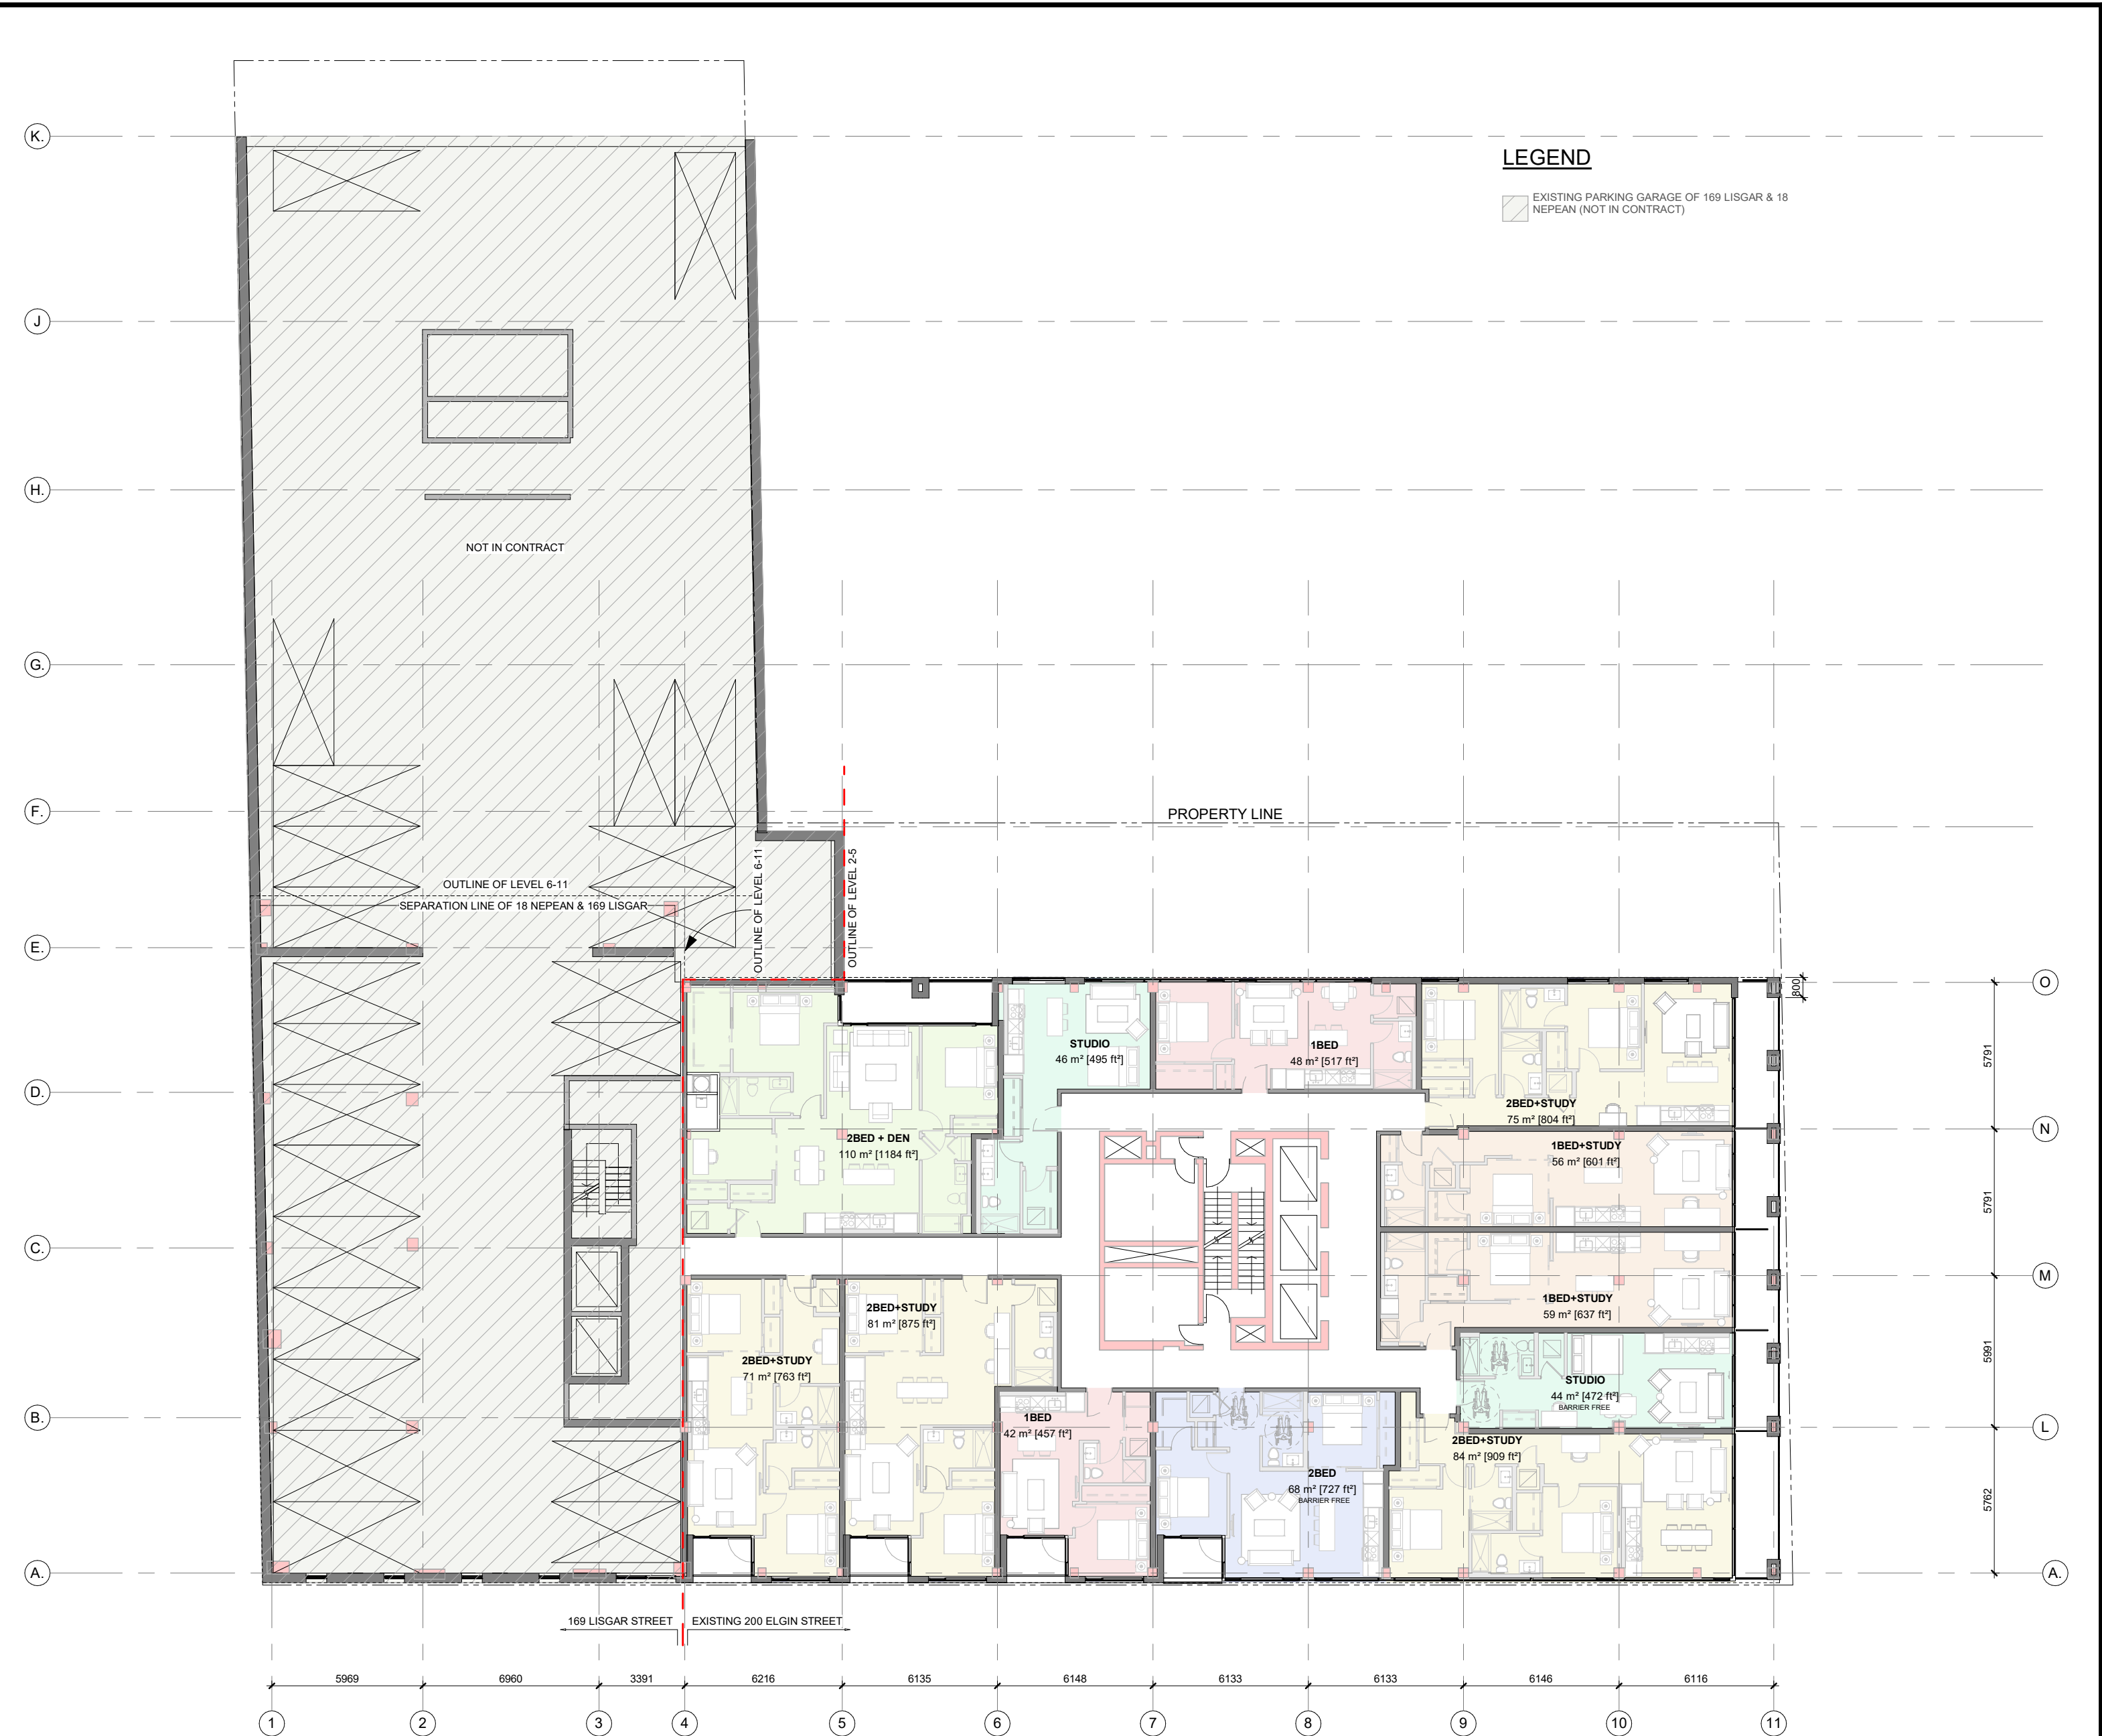 K.
LEGEND
EXISTING PARKING GARAGE OF 169 LISGAR & 18
NEPEAN (NOT IN CONTRACT)
J
H.
NOT IN CONTRACT
G.
F.
PROPERTY LINE
OUTLINE OF LEVEL 6-11
OUTLINE OF LEVEL 2-5
OUTLINE OF LEVEL 6-11
SEPARATION LINE OF 18 NEPEAN & 169 LISGAR
E.
O
800
STUDIO
46 m² [495 ft²]
1BED
48 m² [517 ft²]
5791
D.
2BED+STUDY
75 m² [804 ft²]
N
2BED + DEN
110 m² [1184 ft²]
1BED+STUDY
56 m² [601 ft²]
5791
C.
M
1BED+STUDY
59 m² [637 ft²]
2BED+STUDY
81 m² [875 ft²]
2BED+STUDY
71 m² [763 ft²]
5991
STUDIO
44 m² [472 ft²]
BARRIER FREE
B.
1BED
42 m² [457 ft²]
L
2BED+STUDY
84 m² [909 ft²]
2BED
68 m² [727 ft²]
BARRIER FREE
5762
A.
A.
169 LISGAR STREET
EXISTING 200 ELGIN STREET
5969
6960
3391
6216
6135
6148
6133
6133
6146
6116
1
2
3
4
5
6
7
8
9
10
11